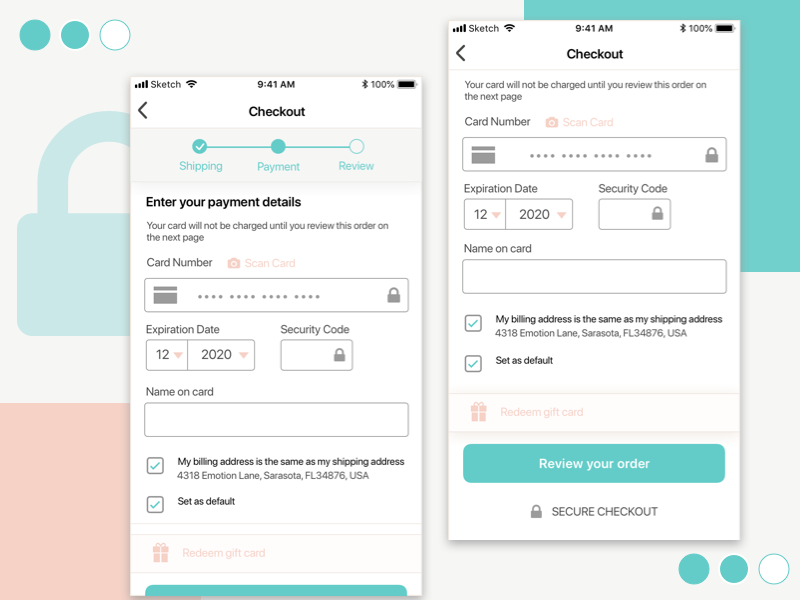 Sketch 9:41 AM 100%
Checkout
Shipping Payment Review
Enter your payment details
Your card will not be charged until you review this order on
the next page
Card Number Scan Card
•••• •••• •••• ••••
Expiration Date Security Code
12 2020
Name on card
My billing address is the same as my shipping address
4318 Emotion Lane, Sarasota, FL34876, USA
Set as default
Redeem gift card
Sketch 9:41 AM 100%
Checkout
Your card will not be charged until you review this order on
the next page
Card Number Scan Card
•••• •••• •••• ••••
Expiration Date Security Code
12 2020
Name on card
My billing address is the same as my shipping address
4318 Emotion Lane, Sarasota, FL34876, USA
Set as default
Redeem gift card
Review your order
SECURE CHECKOUT